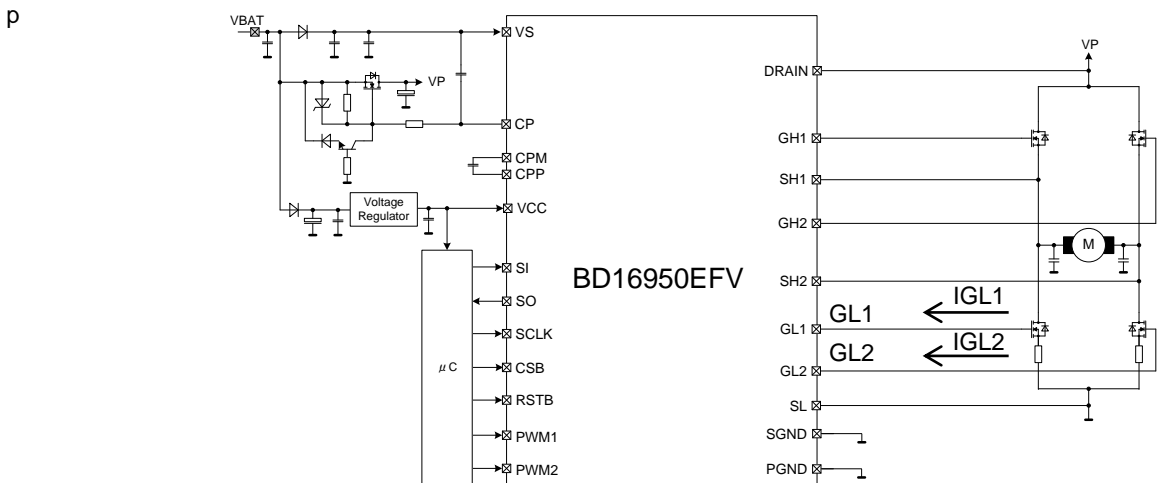 p
VBAT
VS
VP
DRAIN
VP
CP
GH1
CPM
CPP
SH1
Voltage
Regulator
VCC
GH2
M
SI
BD16950EFV
SH2
SO
GL1
IGL1
GL1
SCLK
GL2
IGL2
μC
CSB
GL2
RSTB
SL
PWM1
SGND
PWM2
PGND